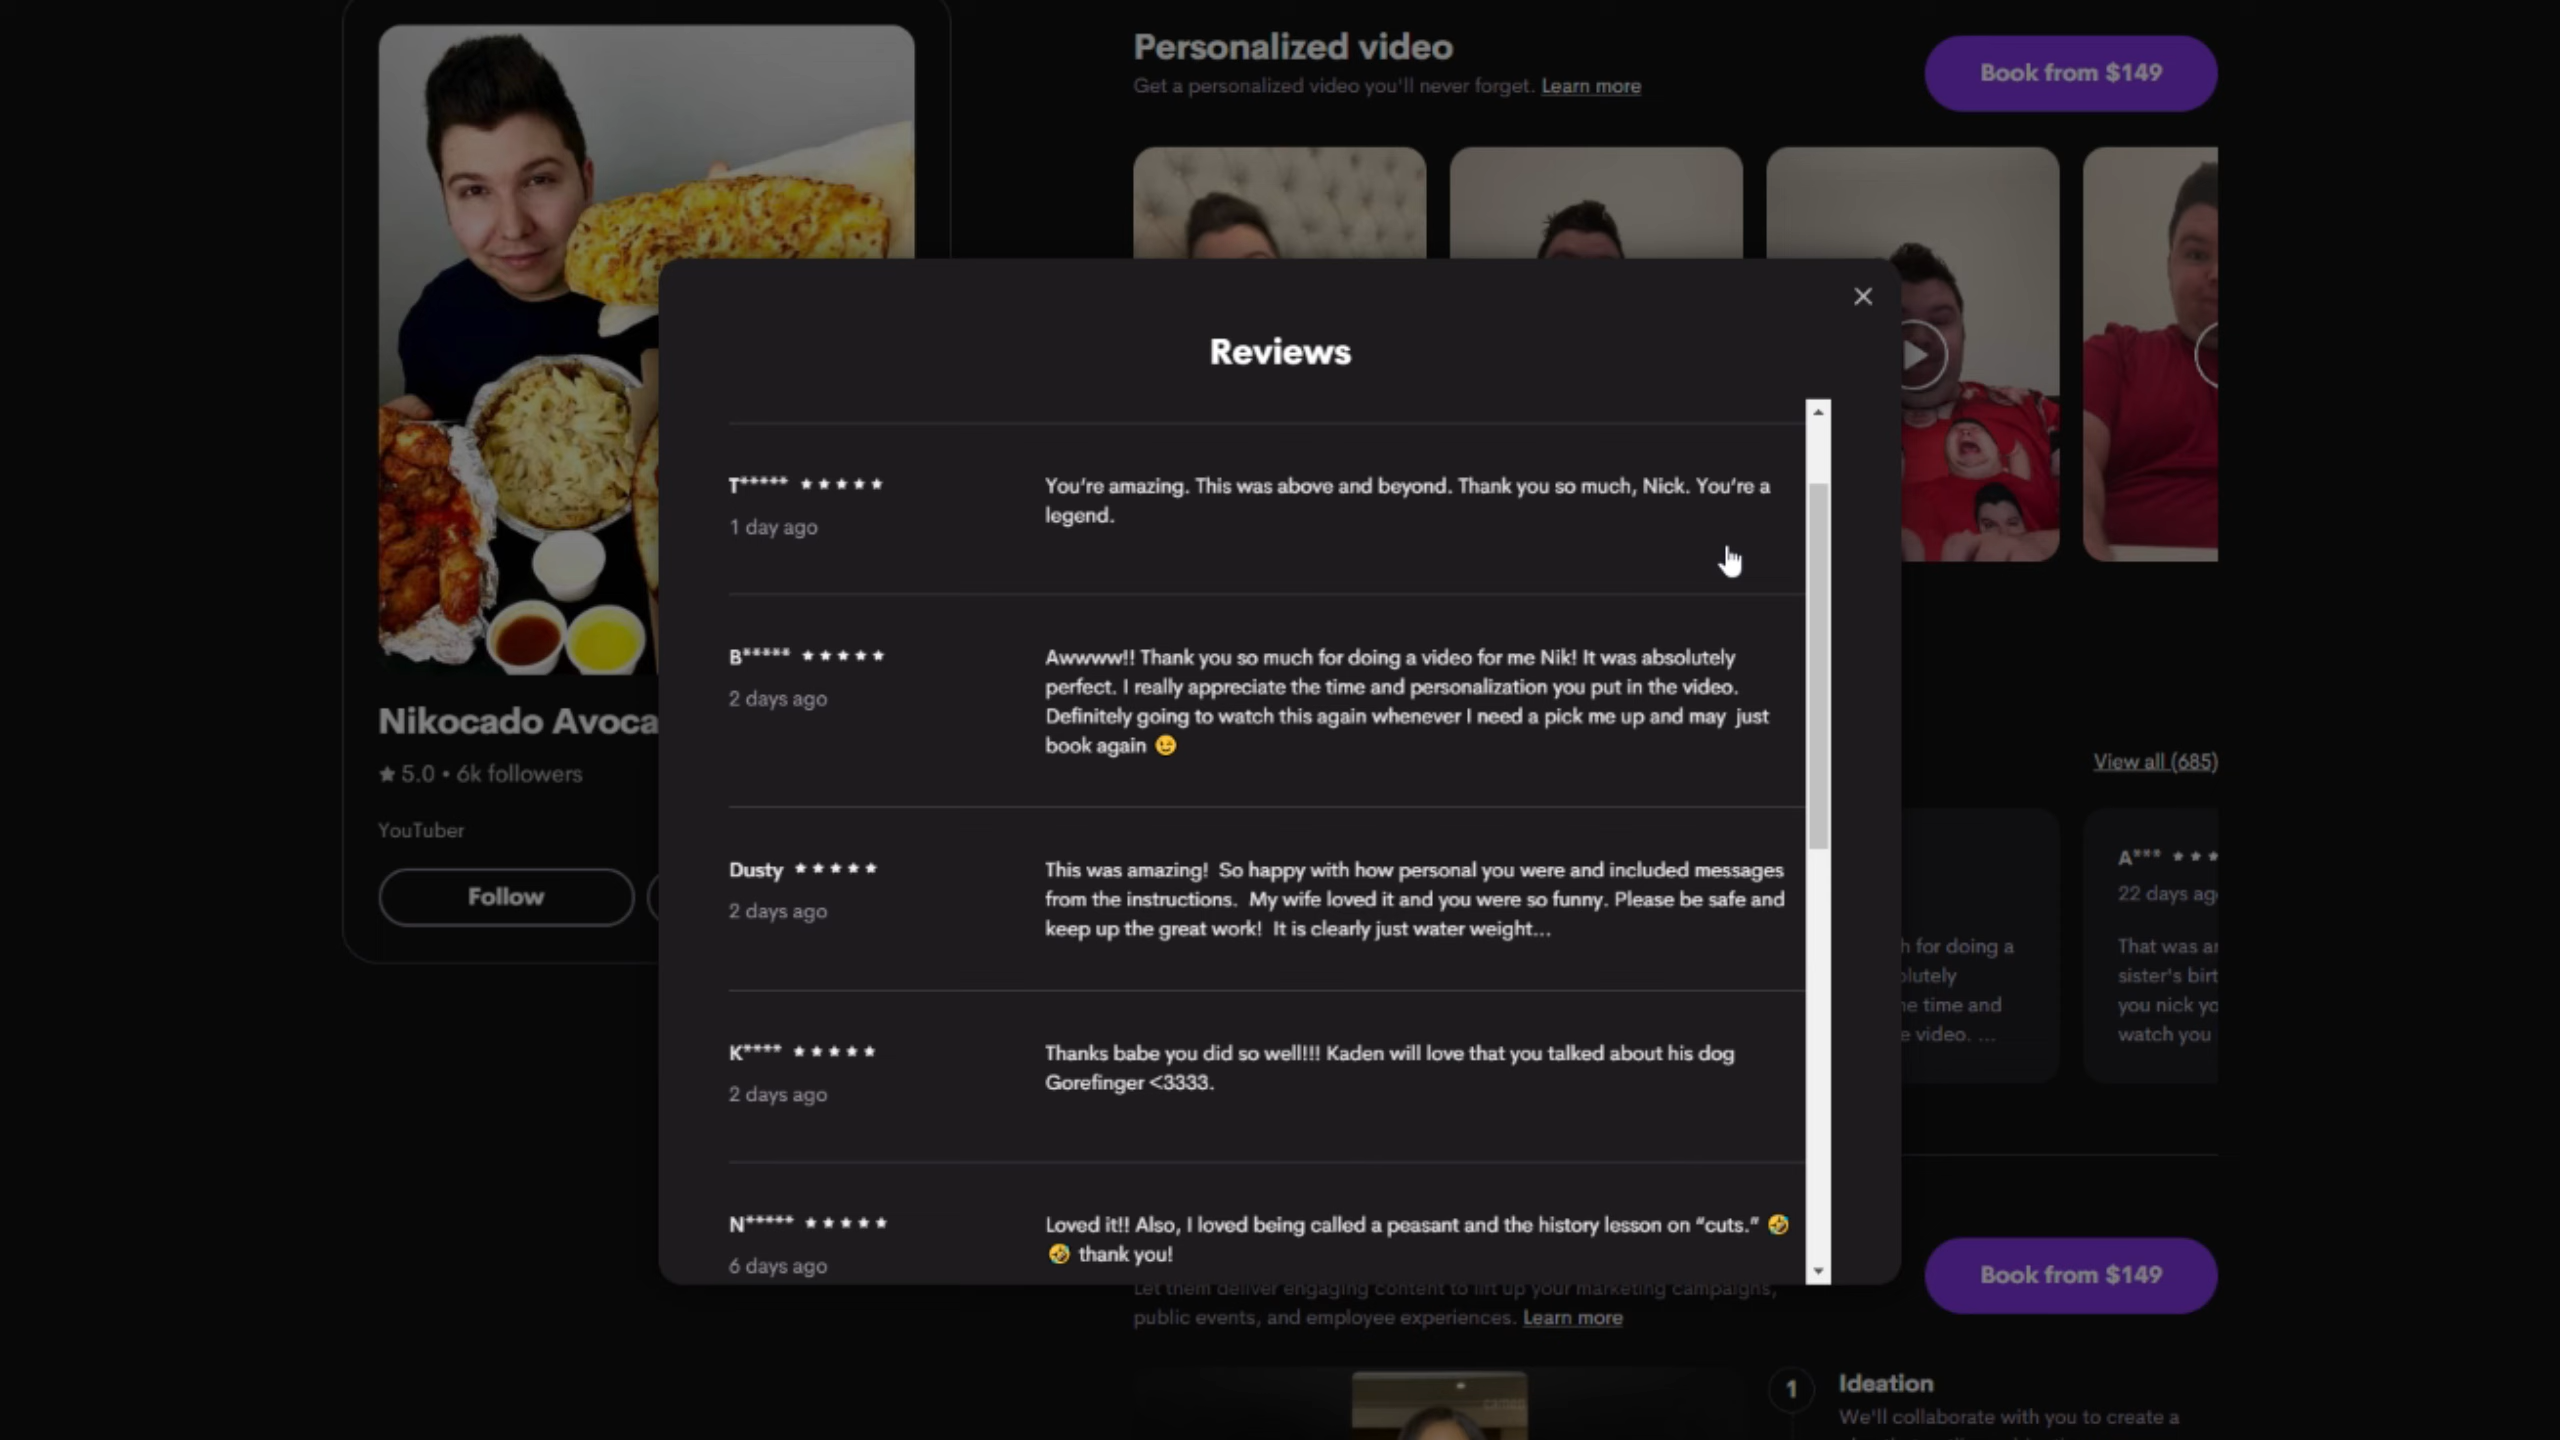 Personalized video
Get a personalized video you'll never forget. Learn more
Book from $149
Reviews
T***** ★★★★★
1 day ago
You're amazing. This was above and beyond. Thank you so much, Nick. You're a
legend.
B***** ★★★★★
2 days ago
Awwww!! Thank you so much for doing a video for me Nik! It was absolutely
perfect. I really appreciate the time and personalization you put in the video.
Definitely going to watch this again whenever I need a pick me up and may just
book again 😉
Dusty ★★★★★
2 days ago
This was amazing! So happy with how personal you were and included messages
from the instructions. My wife loved it and you were so funny. Please be safe and
keep up the great work! It is clearly just water weight...
K**** ★★★★★
2 days ago
Thanks babe you did so well!!! Kaden will love that you talked about his dog
Gorefinger <3333.
N***** ★★★★★
6 days ago
Loved it!! Also, I loved being called a peasant and the history lesson on “cuts.” 🤣
🤣 thank you!
Nikocado Avoca
★ 5.0 • 6k followers
YouTuber
Follow
View all (685)
h for doing a
olutely
e time and
e video. ...
A*** ★★★
22 days ag
That was a
sister's birt
you nick yo
watch you
Let them deliver engaging content to lift up your marketing campaigns,
public events, and employee experiences. Learn more
Book from $149
1 Ideation
We'll collaborate with you to create a